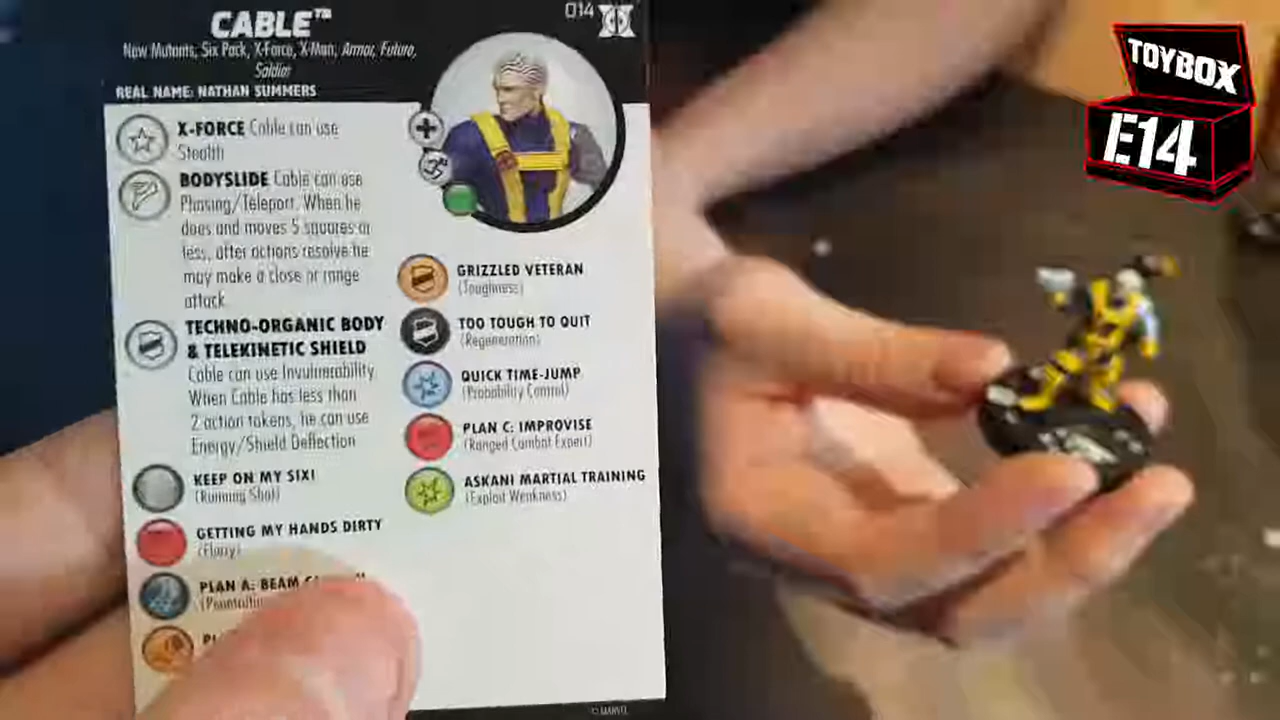 CABLE™
014
New Mutants, Six Pack, X-Force, X-Men, Armor, Future,
Soldier
REAL NAME: NATHAN SUMMERS
X-FORCE Cable can use
Stealth
BODYSLIDE Cable can use
Phasing/Teleport. When he
does and moves 5 squares or
less, after actions resolve he
may make a close or range
attack.
TECHNO-ORGANIC BODY
& TELEKINETIC SHIELD
Cable can use Invulnerability.
When Cable has less than
2 action tokens, he can use
Energy/Shield Deflection
KEEP ON MY SIX!
(Running Shot)
GETTING MY HANDS DIRTY
(Flurry)
PLAN A: BEAM
GRIZZLED VETERAN
(Toughness)
TOO TOUGH TO QUIT
(Regeneration)
QUICK TIME-JUMP
(Probability Control)
PLAN C: IMPROVISE
(Ranged Combat Expert)
ASKANI MARTIAL TRAINING
(Exploit Weakness)
© MARVEL
TOYBOX
E14